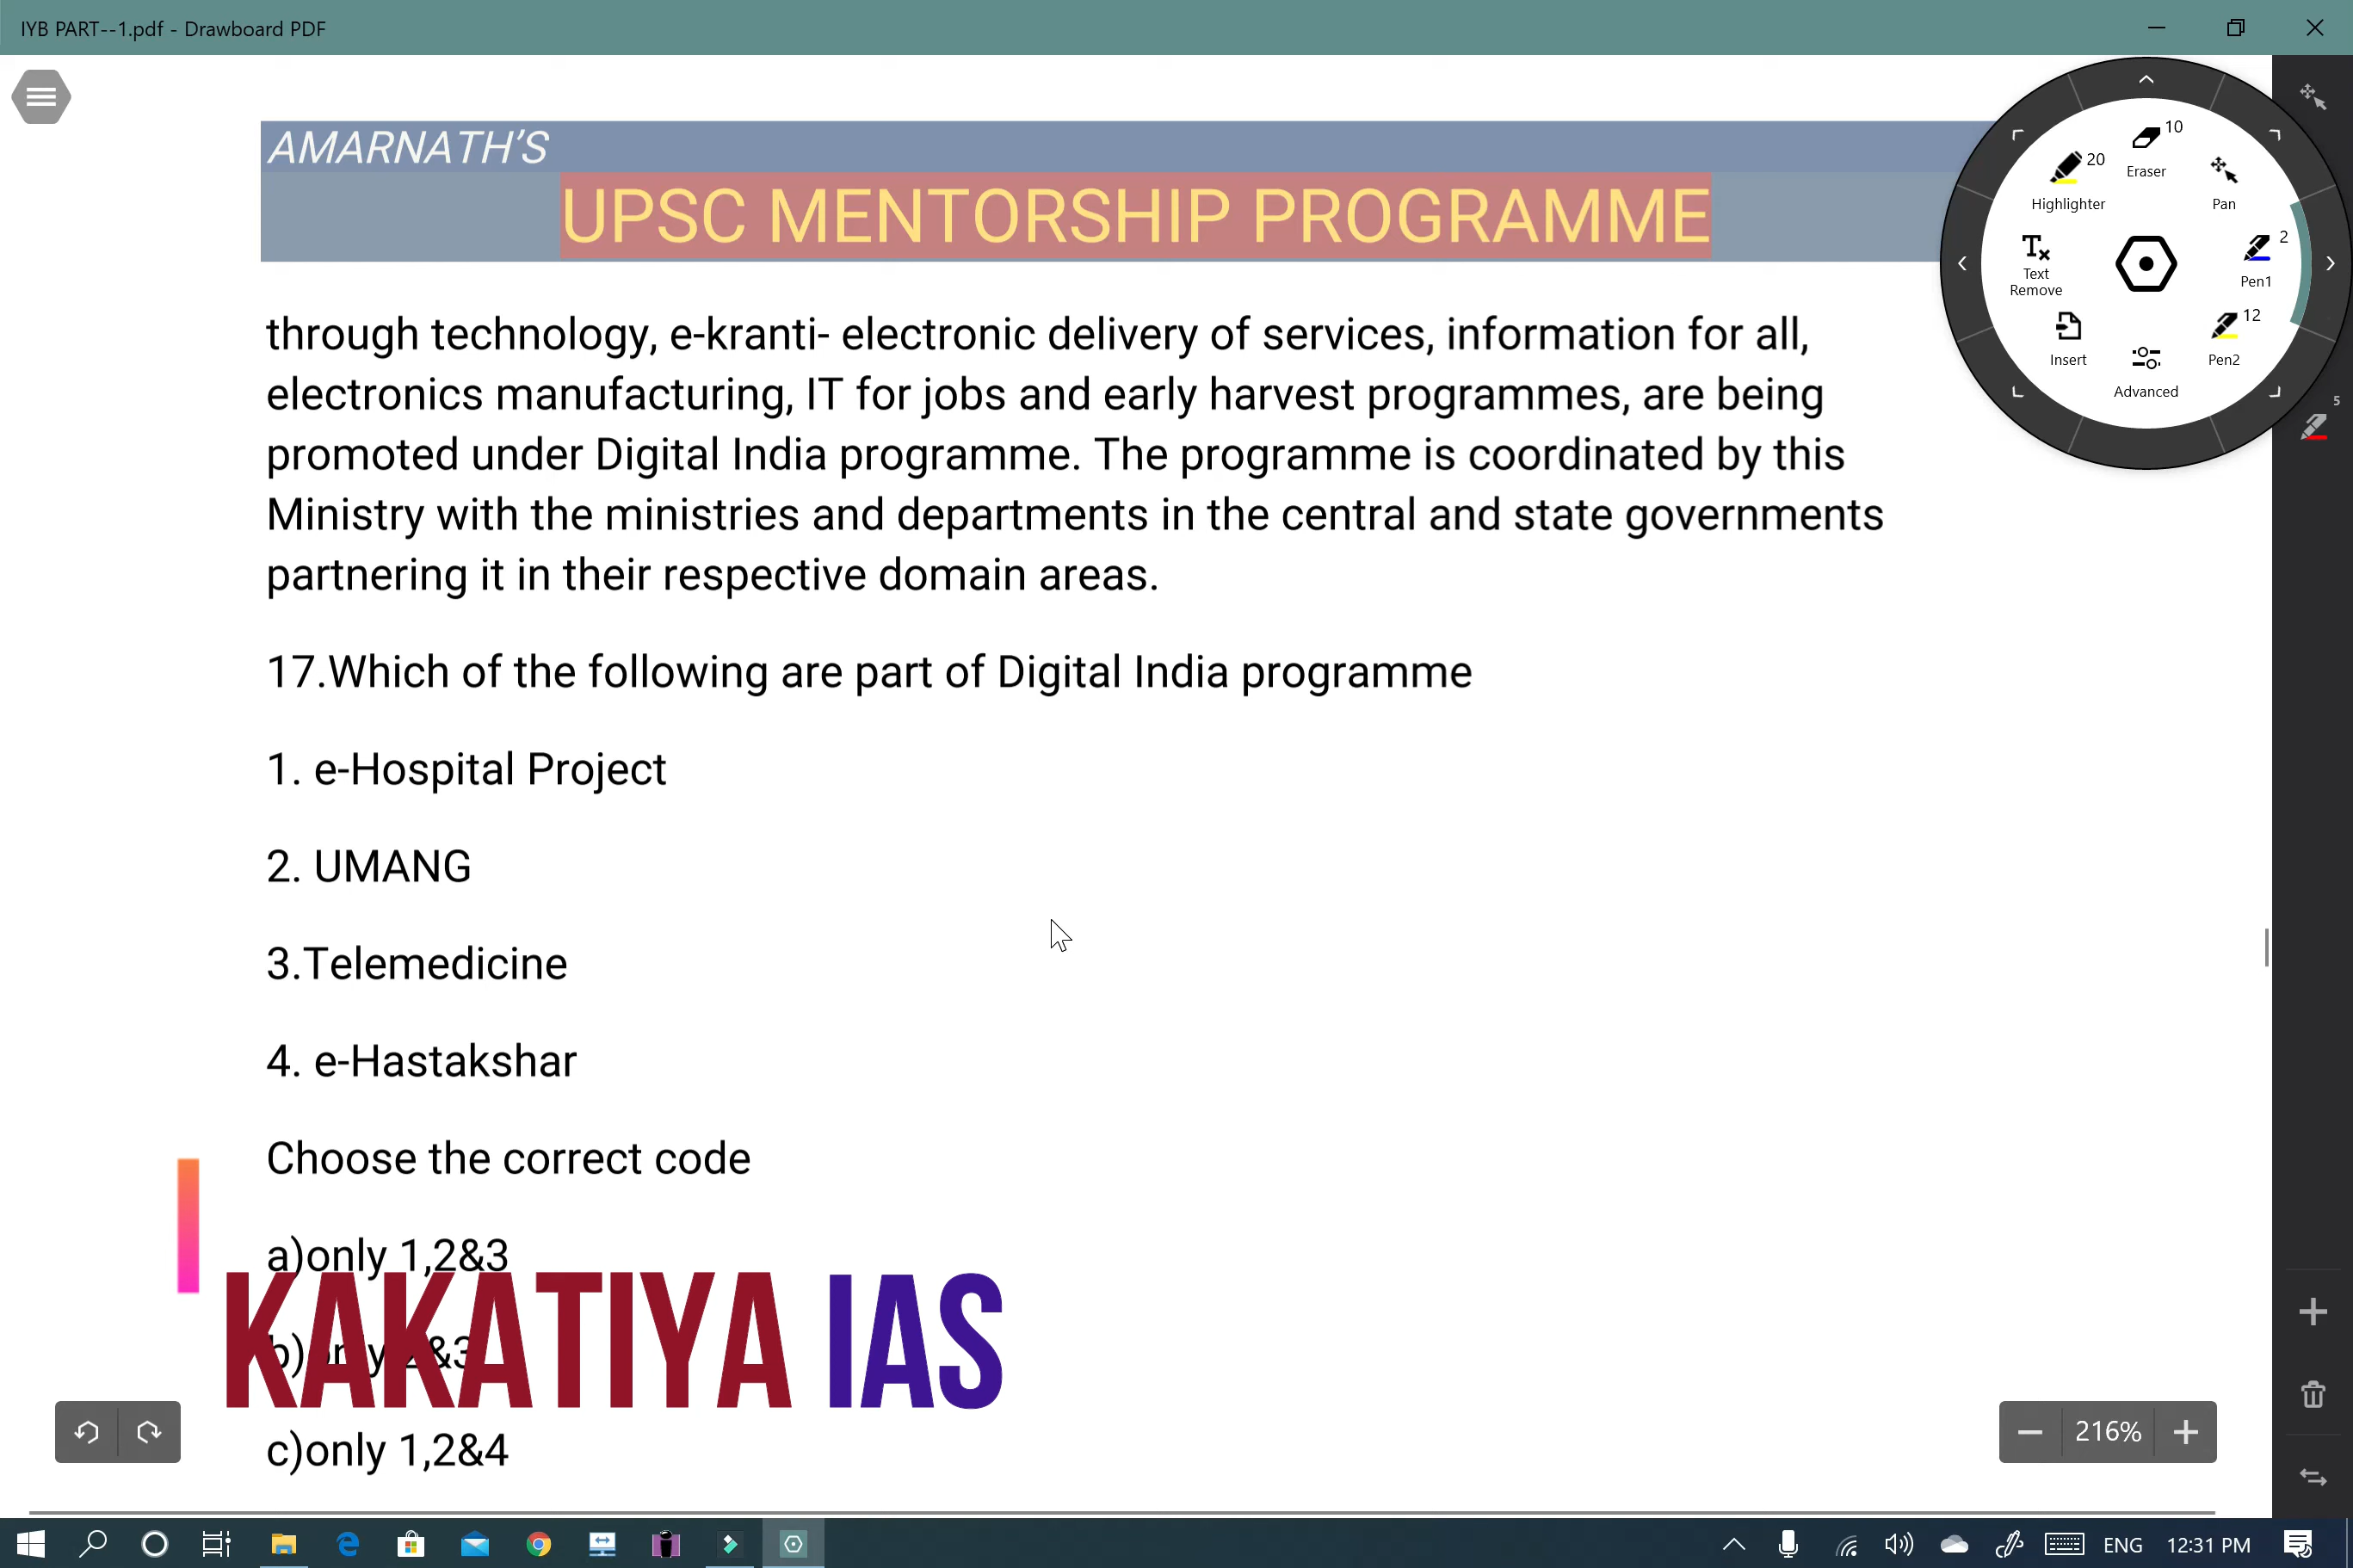 IYB PART--1.pdf - Drawboard PDF
AMARNATH'S
UPSC MENTORSHIP PROGRAMME
through technology, e-kranti- electronic delivery of services, information for all,
electronics manufacturing, IT for jobs and early harvest programmes, are being
promoted under Digital India programme. The programme is coordinated by this
Ministry with the ministries and departments in the central and state governments
partnering it in their respective domain areas.
17.Which of the following are part of Digital India programme
1. e-Hospital Project
2. UMANG
3.Telemedicine
4. e-Hastakshar
Choose the correct code
a)only 1,2&3
KAKATIYA IAS
c)only 1,2&4
10
Eraser
20
Highlighter
Pan
Text
Remove
2
Pen1
Insert
12
Pen2
Advanced
5
216%
ENG
12:31 PM